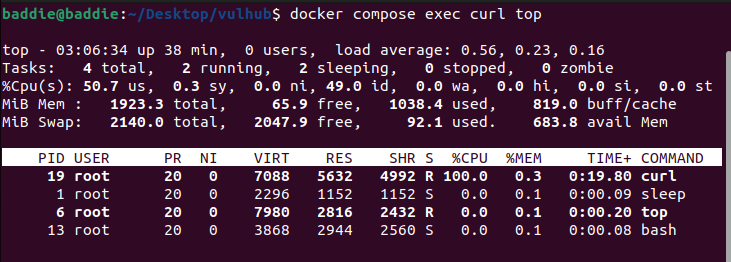 baddie@baddie:~/Desktop/vulhub$ docker compose exec curl top
top - 03:06:34 up 38 min,  0 users,  load average: 0.56, 0.23, 0.16
Tasks:   4 total,   2 running,   2 sleeping,   0 stopped,   0 zombie
%Cpu(s): 50.7 us,  0.3 sy,  0.0 ni, 49.0 id,  0.0 wa,  0.0 hi,  0.0 si,  0.0 st
MiB Mem :   1923.3 total,     65.9 free,   1038.4 used,    819.0 buff/cache
MiB Swap:   2140.0 total,   2047.9 free,     92.1 used.    683.8 avail Mem
PID USER      PR  NI    VIRT    RES    SHR S  %CPU  %MEM     TIME+ COMMAND
19 root      20   0    7088   5632   4992 R 100.0   0.3   0:19.80 curl
1 root      20   0    2296   1152   1152 S   0.0   0.1   0:00.09 sleep
6 root      20   0    7980   2816   2432 R   0.0   0.1   0:00.20 top
13 root      20   0    3868   2944   2560 S   0.0   0.1   0:00.08 bash